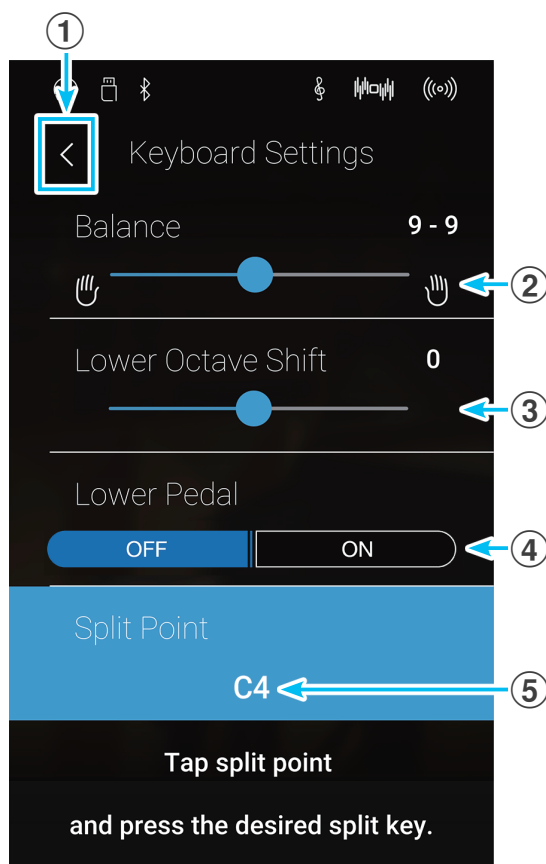 1
Keyboard Settings
Balance 9 - 9
2
Lower Octave Shift 0
3
Lower Pedal
OFF ON
4
Split Point
C4
5
Tap split point
and press the desired split key.